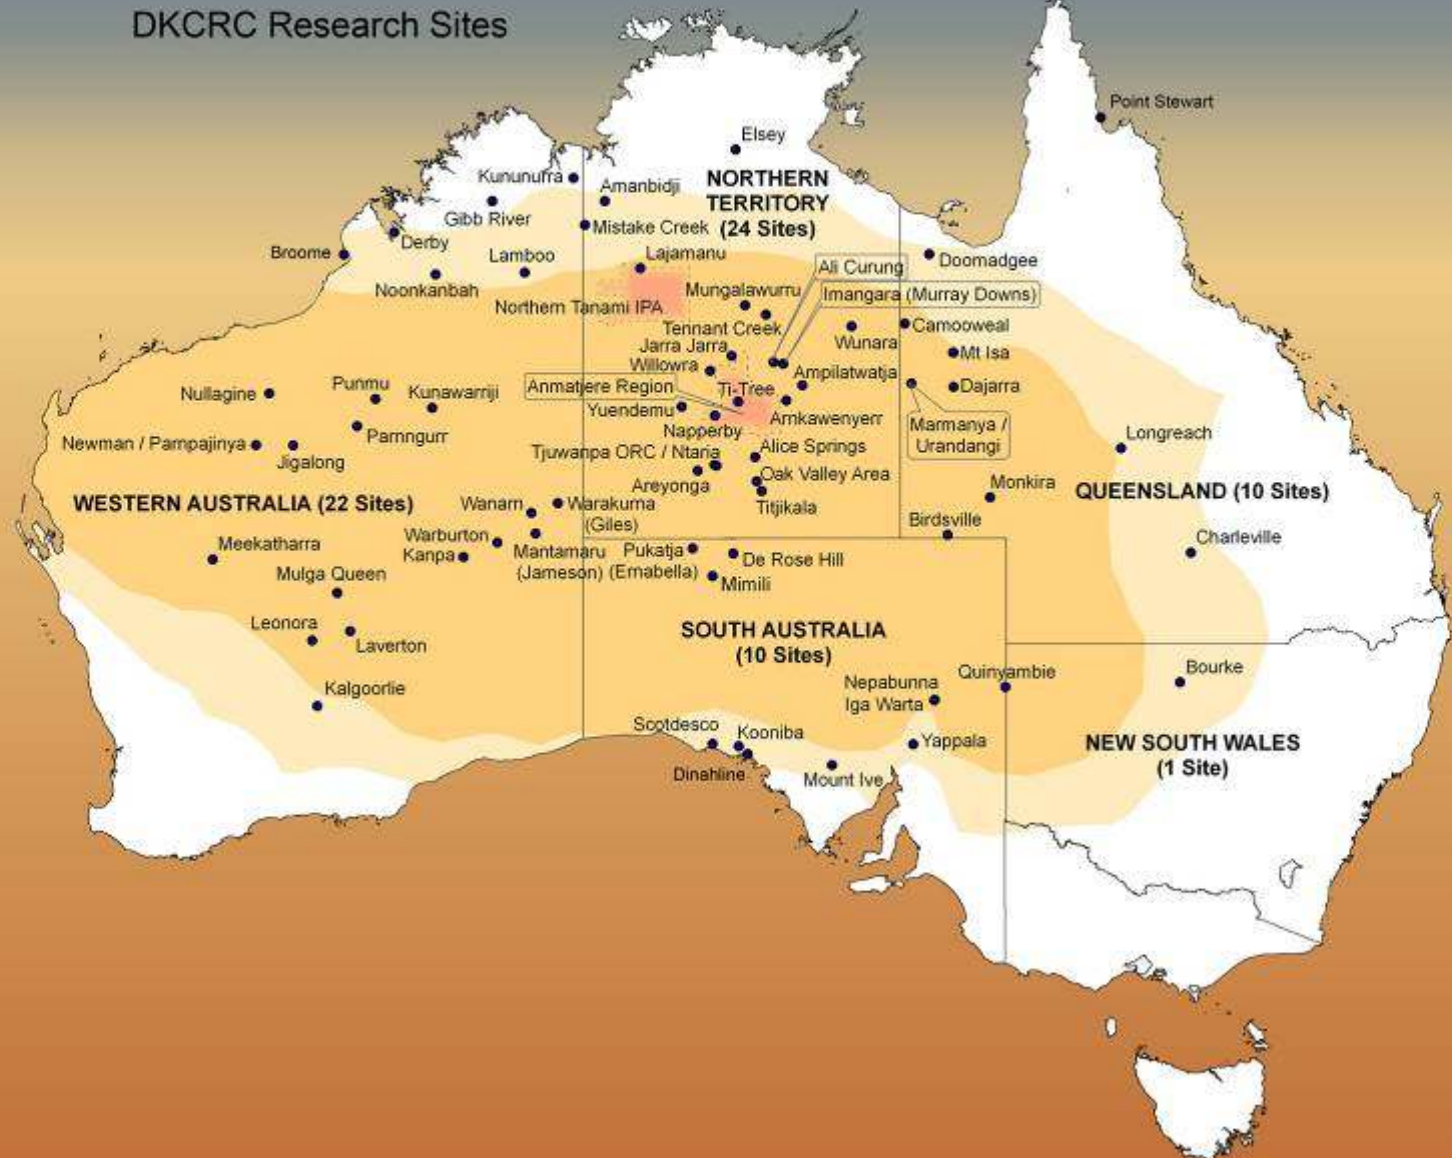 DKCRC Research Sites
Point Stewart
Elsey
Kununurra
Amanbidji
NORTHERN
TERRITORY
(24 Sites)
Gibb River
Mistake Creek
Derby
Broome
Lamboo
Lajamanu
Ali Curung
Doomadgee
Noonkanbah
Mungalawurru
Imangara (Murray Downs)
Northern Tanami IPA
Tennant Creek
Camooweal
Wunara
Jarra Jarra
Mt Isa
Willowra
Ampilatwatja
Anmatjere Region
Ti-Tree
Dajarra
Nullagine
Punmu
Kunawarriji
Yuendemu
Arnkawenyerr
Marmanya /
Urandangi
Napperby
Parnngurr
Longreach
Newman / Parnpajinya
Jigalong
Tjuwanpa ORC / Ntaria
Alice Springs
Areyonga
Oak Valley Area
Monkira
QUEENSLAND (10 Sites)
WESTERN AUSTRALIA (22 Sites)
Wanarn
Warakurna
(Giles)
Titjikala
Birdsville
Charleville
Meekatharra
Warburton
Kanpa
Mantamaru
(Jameson)
Pukatja
(Ernabella)
De Rose Hill
Mimili
Mulga Queen
Leonora
Laverton
SOUTH AUSTRALIA
(10 Sites)
Kalgoorlie
Nepabunna
Iga Warta
Quinyambie
Bourke
Scotdesco
Kooniba
Yappala
NEW SOUTH WALES
(1 Site)
Dinahline
Mount Ive